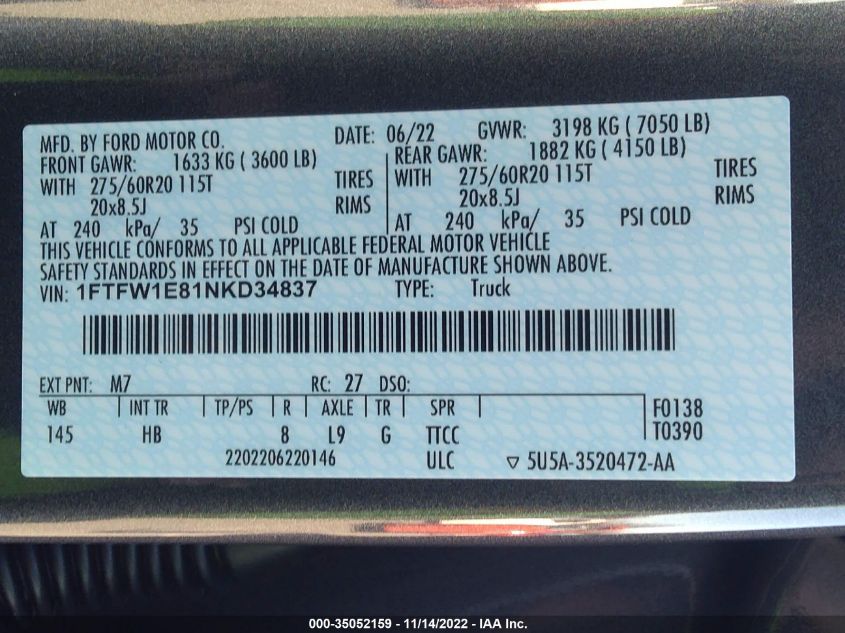 MFD. BY FORD MOTOR CO. DATE: 06/22 GVWR: 3198 KG ( 7050 LB)
FRONT GAWR: 1633 KG ( 3600 LB) REAR GAWR: 1882 KG ( 4150 LB)
WITH 275/60R20 115T TIRES WITH 275/60R20 115T TIRES
20x8.5J RIMS 20x8.5J RIMS
AT 240 kPa/ 35 PSI COLD AT 240 kPa/ 35 PSI COLD
THIS VEHICLE CONFORMS TO ALL APPLICABLE FEDERAL MOTOR VEHICLE
SAFETY STANDARDS IN EFFECT ON THE DATE OF MANUFACTURE SHOWN ABOVE.
VIN: 1FTFW1E81NKD34837 TYPE: Truck
EXT PNT: M7 RC: 27 DSO:
WB INT TR TP/PS R AXLE TR SPR F0138
145 HB 8 L9 G TTCC T0390
2202206220146 ULC ▽ 5U5A-3520472-AA
000-35052159 - 11/14/2022 - IAA Inc.